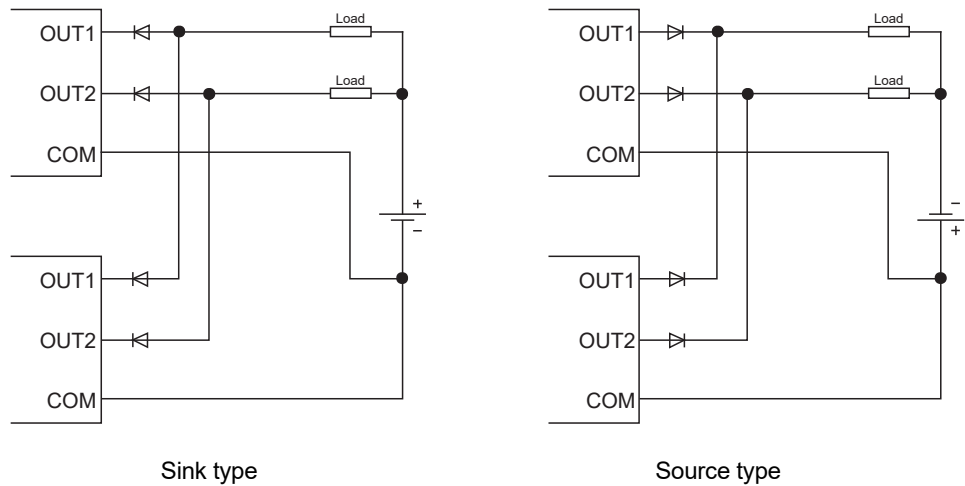 OUT1
Load
OUT2
Load
COM
+
−
OUT1
OUT2
COM
Sink type
OUT1
Load
OUT2
Load
COM
−
+
OUT1
OUT2
COM
Source type